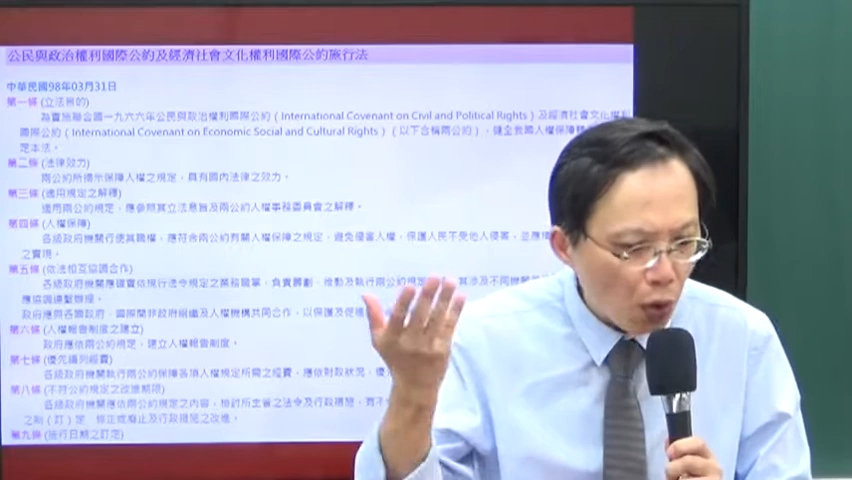 公民與政治權利國際公約及經濟社會文化權利國際公約施行法
中華民國98年03月31日
第一條 (立法目的)
為實施聯合國一九六六年公民與政治權利國際公約（International Covenant on Civil and Political Rights）及經濟社會文化權利
國際公約（International Covenant on Economic Social and Cultural Rights）（以下合稱兩公約），健全我國人權保障
定本法。
第二條 (法律效力)
兩公約所揭示保障人權之規定，具有國內法律之效力。
第三條 (適用規定之解釋)
適用兩公約規定，應參照其立法意旨及兩公約人權事務委員會之解釋。
第四條 (人權保障)
各級政府機關行使其職權，應符合兩公約有關人權保障之規定，避免侵害人權，保護人民不受他人侵害，並應
之實現。
第五條 (依法相互協調合作)
各級政府機關應確實依現行法令規定之業務職掌，負責籌劃、推動及執行兩公約規定事項；其涉及不同機關
應協調連繫辦理。
政府應與各國政府、國際間非政府組織及人權機構共同合作，以保護及促進
第六條 (人權報告制度之建立)
政府應依兩公約規定，建立人權報告制度。
第七條 (優先編列經費)
各級政府機關執行兩公約保障各項人權規定所需之經費，應依財政狀況，優
第八條 (不符公約規定之改進期限)
各級政府機關應依兩公約規定之內容，檢討所主管之法令及行政措施，有不
之制（訂）定、修正或廢止及行政措施之改進。
第九條 (施行日期之訂定)